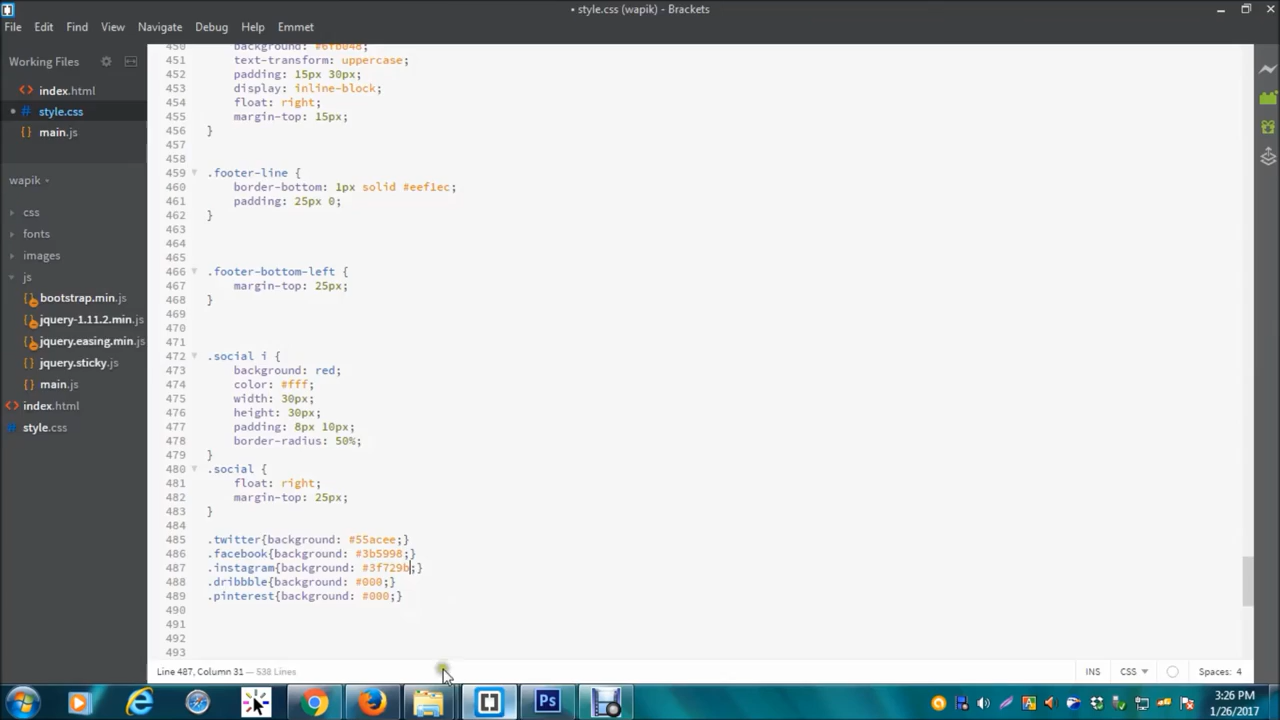 • style.css (wapik) - Brackets
File Edit Find View Navigate Debug Help Emmet
Working Files
index.html
style.css
main.js
wapik
css
fonts
images
js
bootstrap.min.js
jquery-1.11.2.min.js
jquery.easing.min.js
jquery.sticky.js
main.js
index.html
style.css
450 background: #6fb048;
451 text-transform: uppercase;
452 padding: 15px 30px;
453 display: inline-block;
454 float: right;
455 margin-top: 15px;
456 }
457
458
459 .footer-line {
460 border-bottom: 1px solid #eef1ec;
461 padding: 25px 0;
462 }
463
464
465
466 .footer-bottom-left {
467 margin-top: 25px;
468 }
469
470
471
472 .social i {
473 background: red;
474 color: #fff;
475 width: 30px;
476 height: 30px;
477 padding: 8px 10px;
478 border-radius: 50%;
479 }
480 .social {
481 float: right;
482 margin-top: 25px;
483 }
484
485 .twitter{background: #55acee;}
486 .facebook{background: #3b5998;}
487 .instagram{background: #3f729b;}
488 .dribbble{background: #000;}
489 .pinterest{background: #000;}
490
491
492
493
Line 487, Column 31 — 538 Lines
INS CSS Spaces: 4
Ps
3:26 PM
1/26/2017